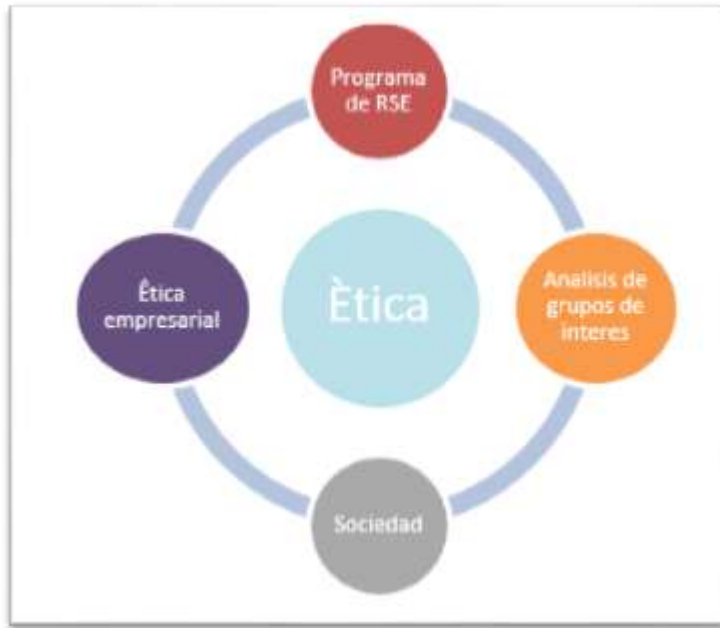 Programa
de RSE
Ètica
empresarial
Ètica
Analisis de
grupos de
interes
Sociedad